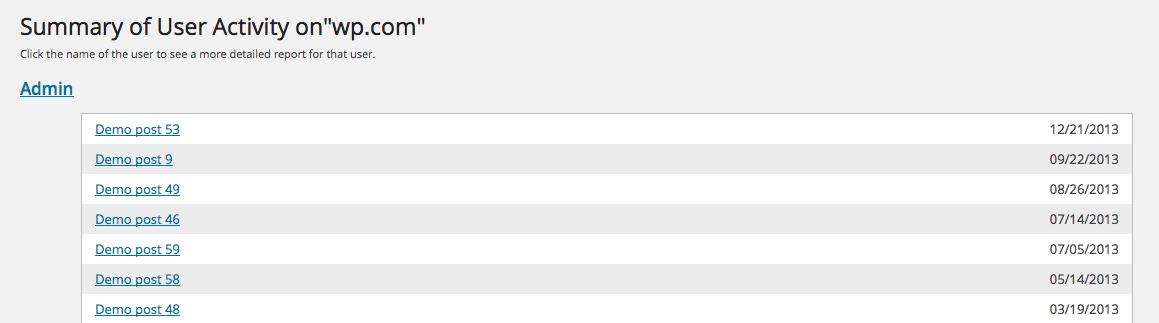 Summary of User Activity on"wp.com"
Click the name of the user to see a more detailed report for that user.
Admin
Demo post 53 12/21/2013
Demo post 9 09/22/2013
Demo post 49 08/26/2013
Demo post 46 07/14/2013
Demo post 59 07/05/2013
Demo post 58 05/14/2013
Demo post 48 03/19/2013